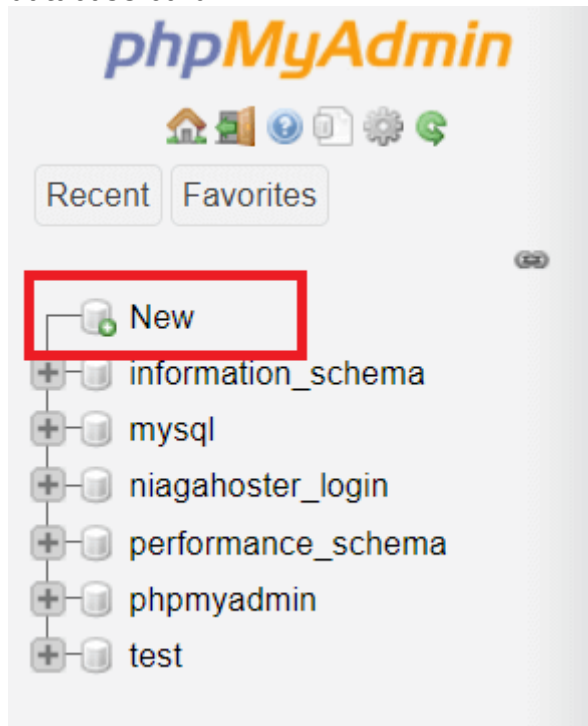 phpMyAdmin
Recent Favorites
New
information_schema
mysql
niagahoster_login
performance_schema
phpmyadmin
test